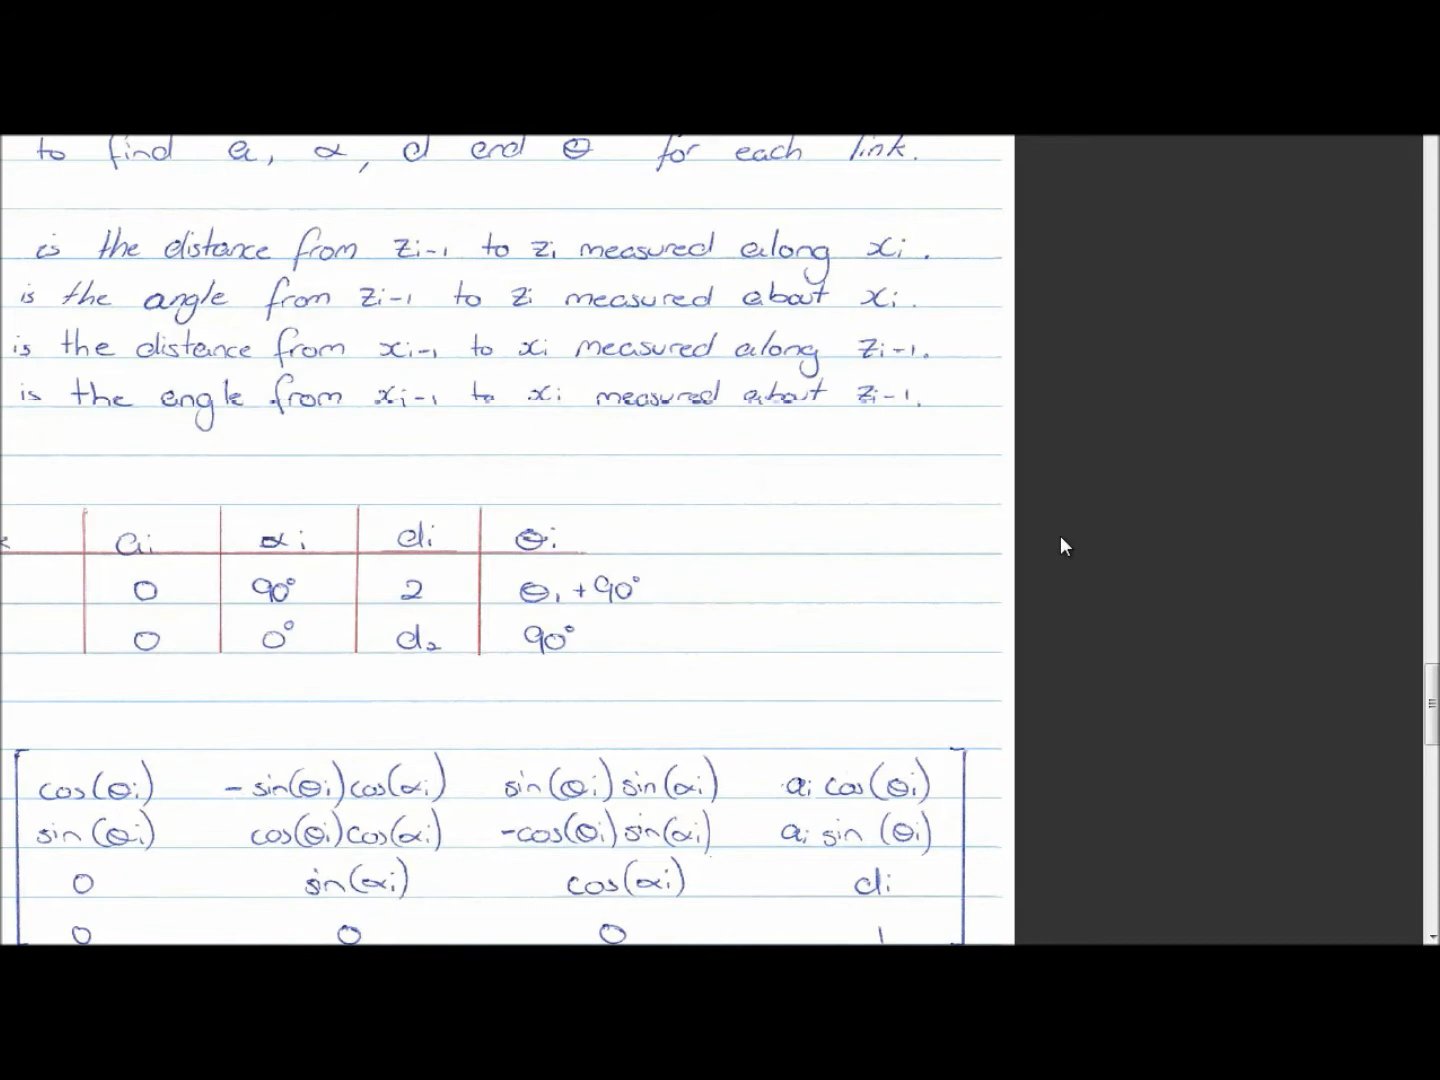 to find a, α, d and θ for each link.
is the distance from zi-1 to zi measured along xi.
is the angle from zi-1 to zi measured about xi.
is the distance from xi-1 to xi measured along zi-1.
is the angle from xi-1 to xi measured about zi-1.
ai αi di θi
0 90° 2 θ1 + 90°
0 0° d2 90°
cos(θi) -sin(θi)cos(αi) sin(θi)sin(αi) ai cos(θi)
sin(θi) cos(θi)cos(αi) -cos(θi)sin(αi) ai sin(θi)
0 sin(αi) cos(αi) di
0 0 0 1